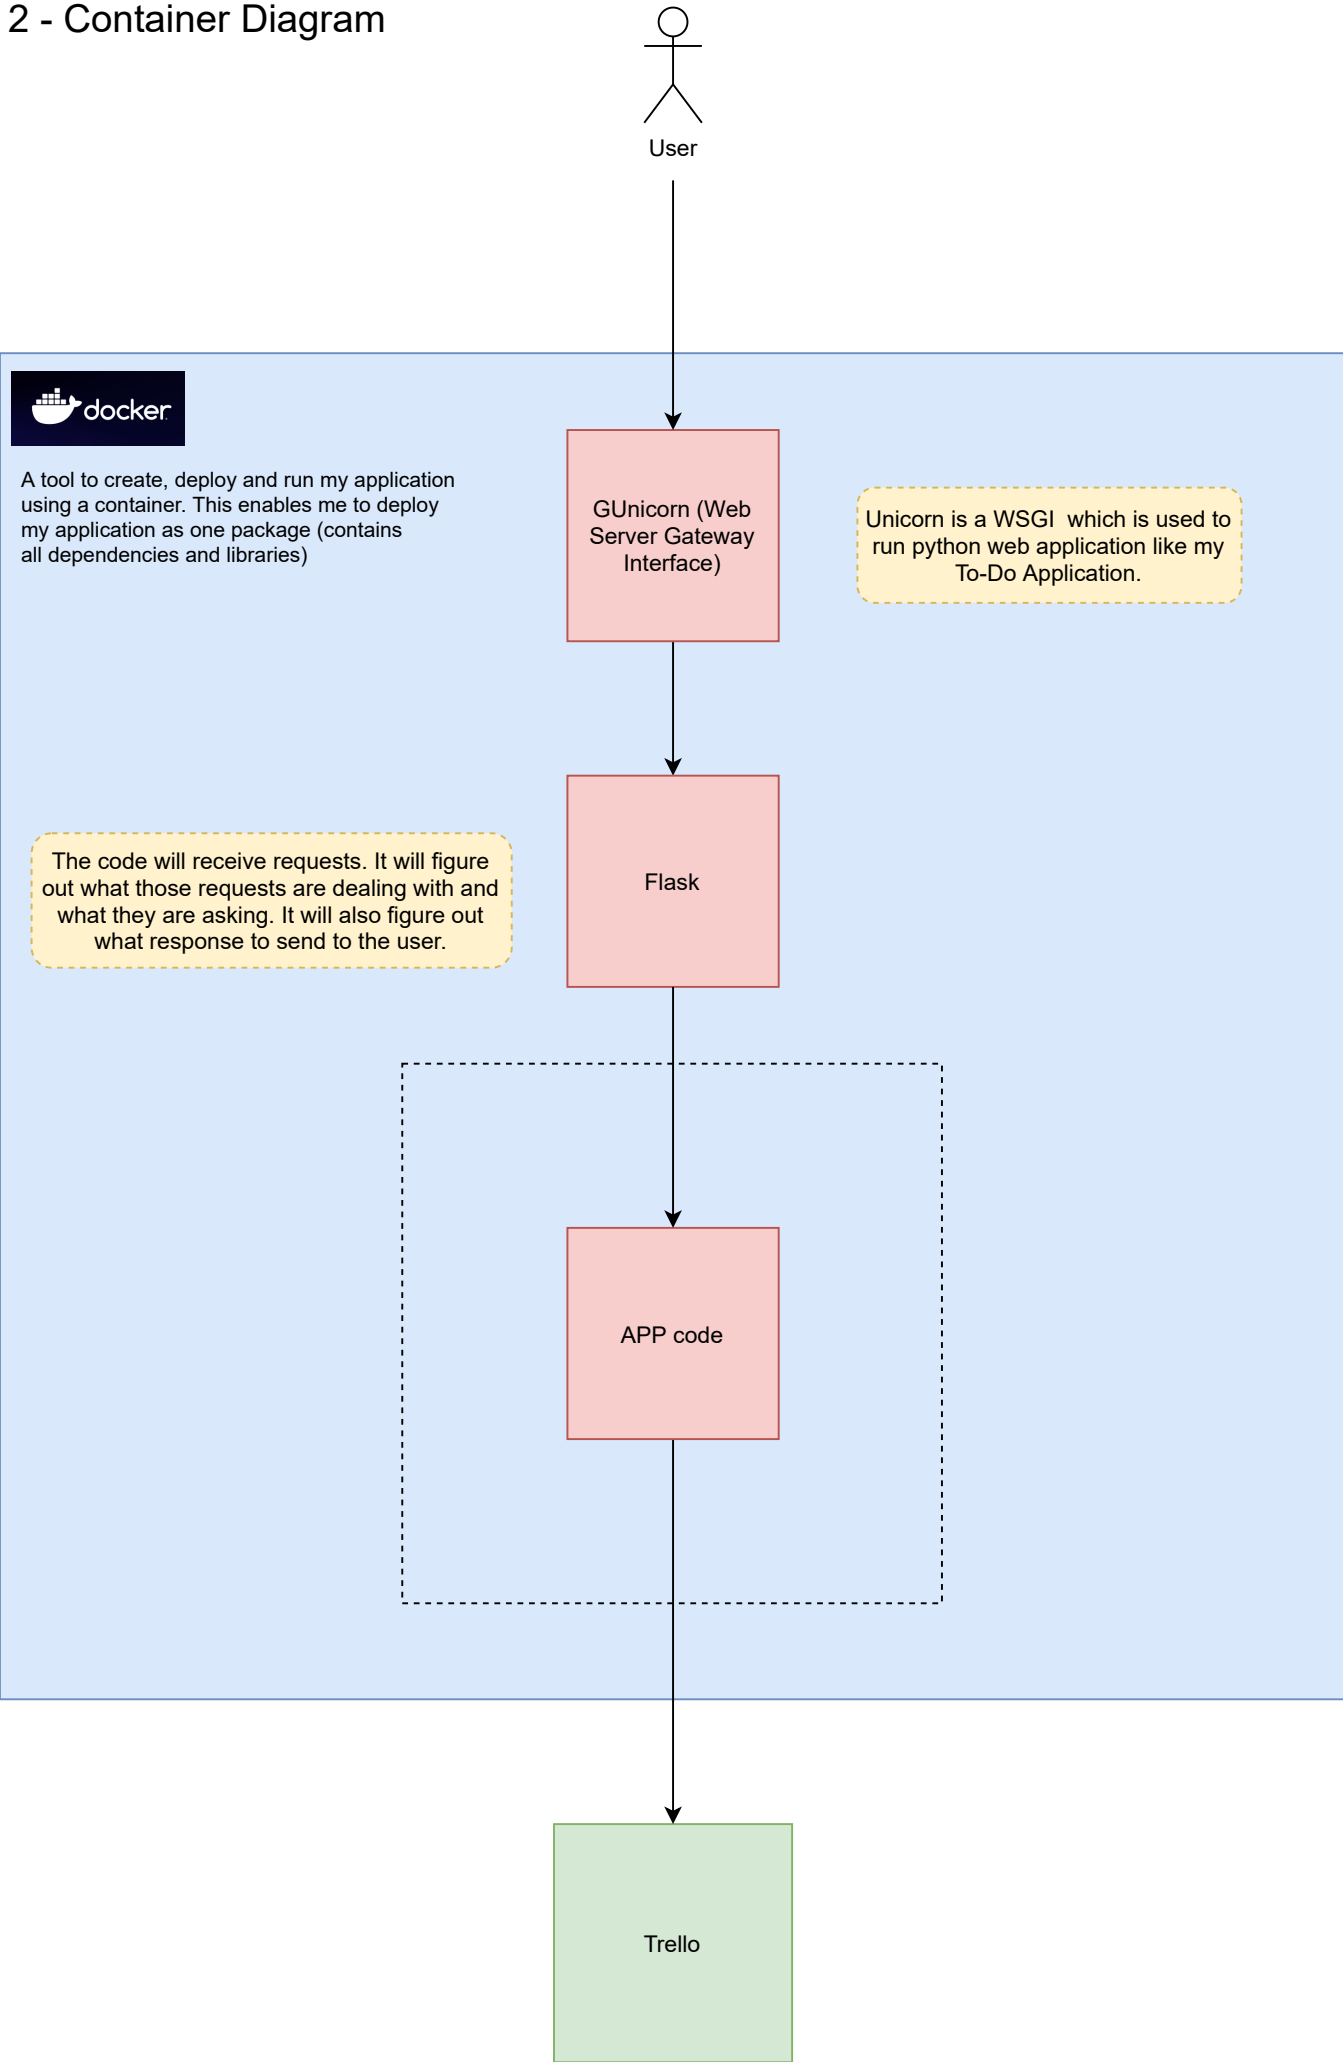 2 - Container Diagram
User
docker
A tool to create, deploy and run my application
using a container. This enables me to deploy
my application as one package (contains
all dependencies and libraries)
GUnicorn (Web
Server Gateway
Interface)
Unicorn is a WSGI  which is used to
run python web application like my
To-Do Application.
The code will receive requests. It will figure
out what those requests are dealing with and
what they are asking. It will also figure out
what response to send to the user.
Flask
APP code
Trello